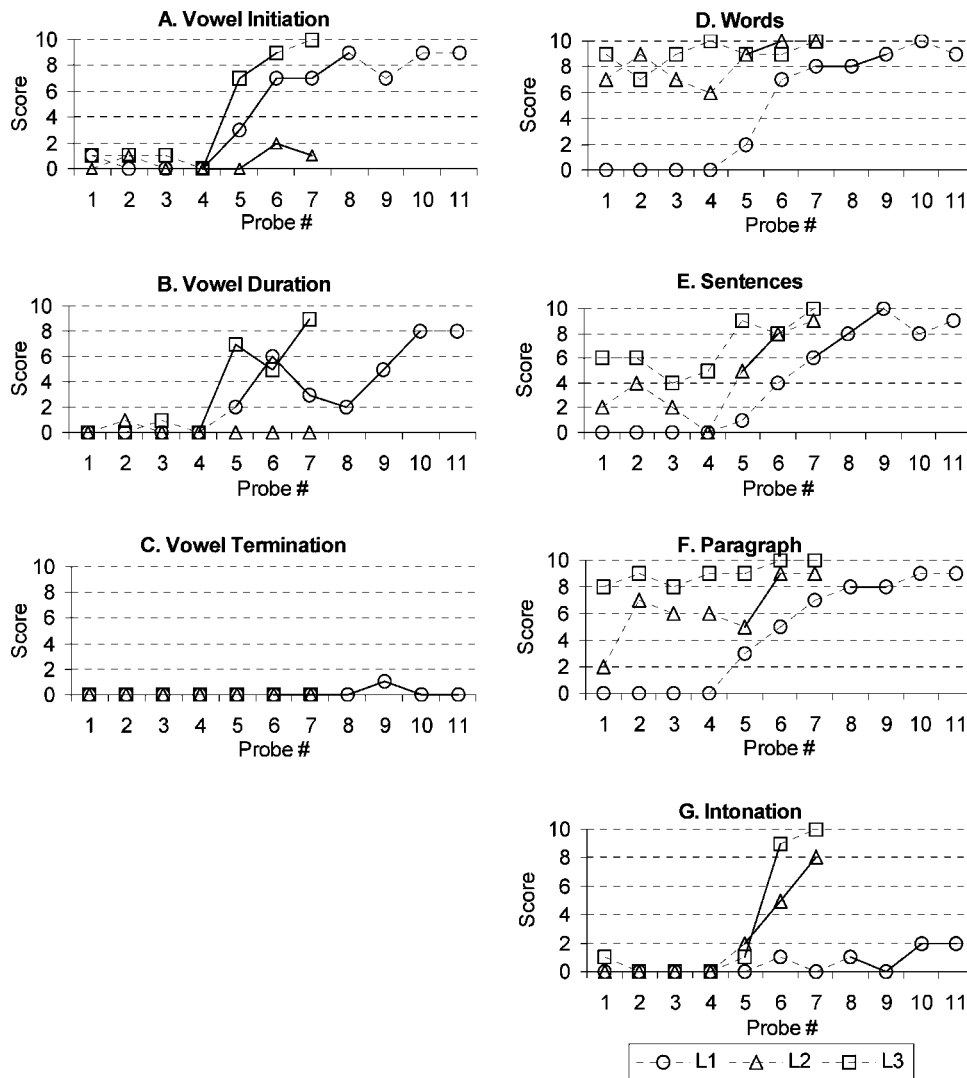 A. Vowel Initiation
Score
10
8
6
4
2
0
1 2 3 4 5 6 7 8 9 10 11
Probe #
B. Vowel Duration
Score
10
8
6
4
2
0
1 2 3 4 5 6 7 8 9 10 11
Probe #
C. Vowel Termination
Score
10
8
6
4
2
0
1 2 3 4 5 6 7 8 9 10 11
Probe #
D. Words
Score
10
8
6
4
2
0
1 2 3 4 5 6 7 8 9 10 11
Probe #
E. Sentences
Score
10
8
6
4
2
0
1 2 3 4 5 6 7 8 9 10 11
Probe #
F. Paragraph
Score
10
8
6
4
2
0
1 2 3 4 5 6 7 8 9 10 11
Probe #
G. Intonation
Score
10
8
6
4
2
0
1 2 3 4 5 6 7 8 9 10 11
Probe #
L1 L2 L3